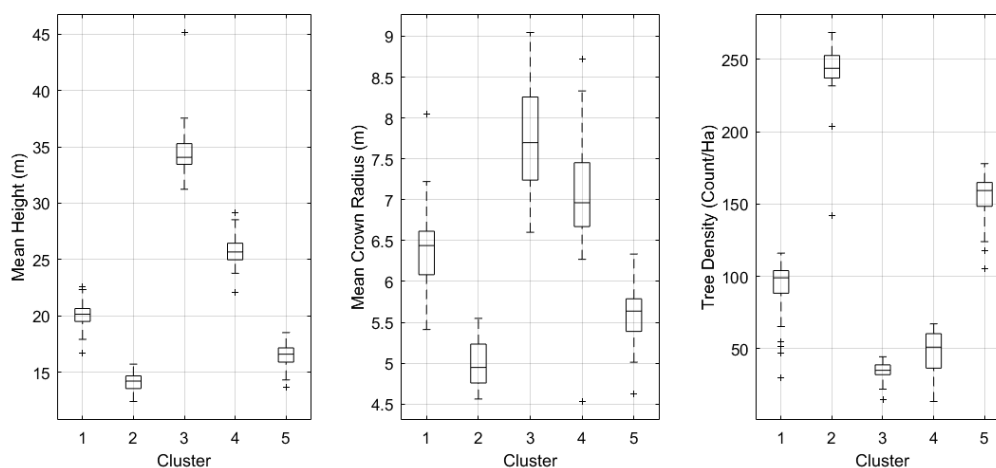 Mean Height (m)
45
40
35
30
25
20
15
1 2 3 4 5
Cluster
Mean Crown Radius (m)
9
8.5
8
7.5
7
6.5
6
5.5
5
4.5
1 2 3 4 5
Cluster
Tree Density (Count/Ha)
250
200
150
100
50
1 2 3 4 5
Cluster